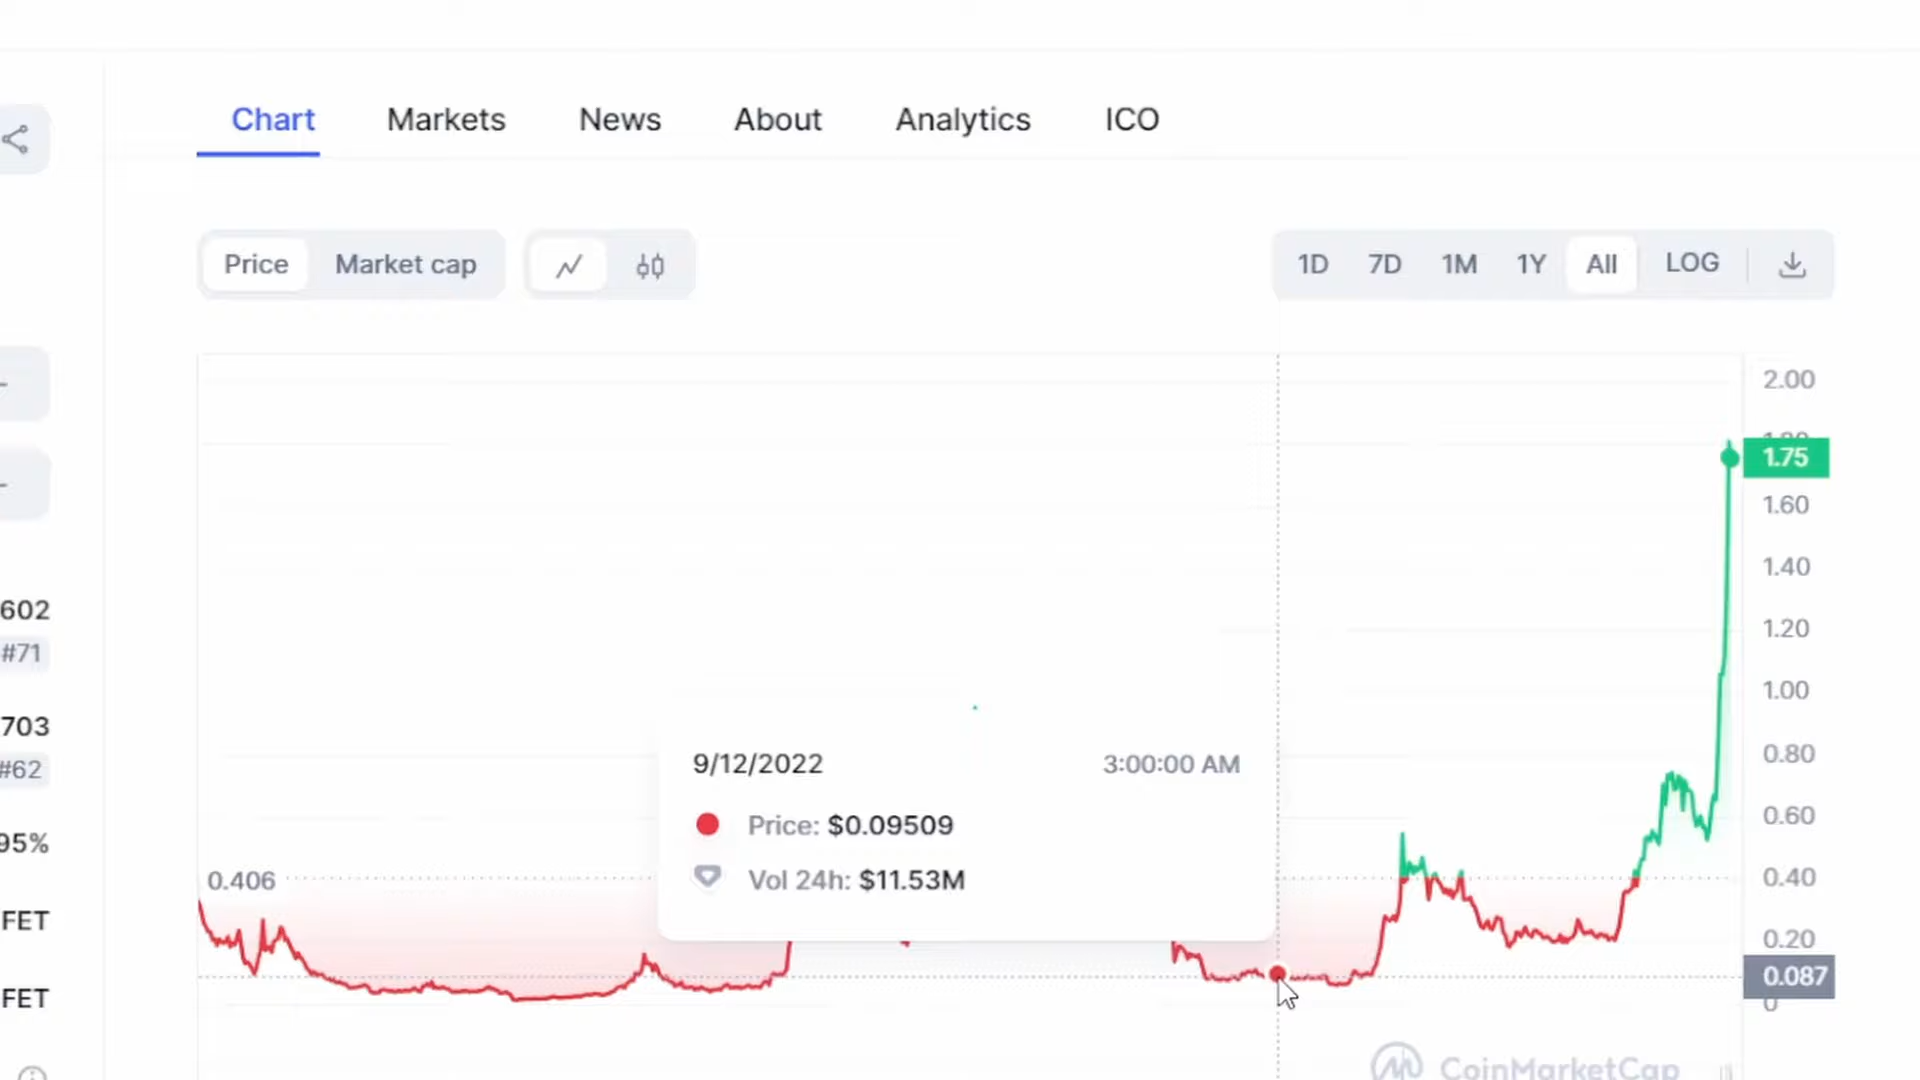 Chart Markets News About Analytics ICO
Price Market cap
1D 7D 1M 1Y All LOG
2.00
1.75
1.60
1.40
1.20
1.00
0.80
0.60
0.40
0.20
0.087
0
602
#71
703
#62
95%
FET
FET
0.406
9/12/2022 3:00:00 AM
Price: $0.09509
Vol 24h: $11.53M
CoinMarketCap